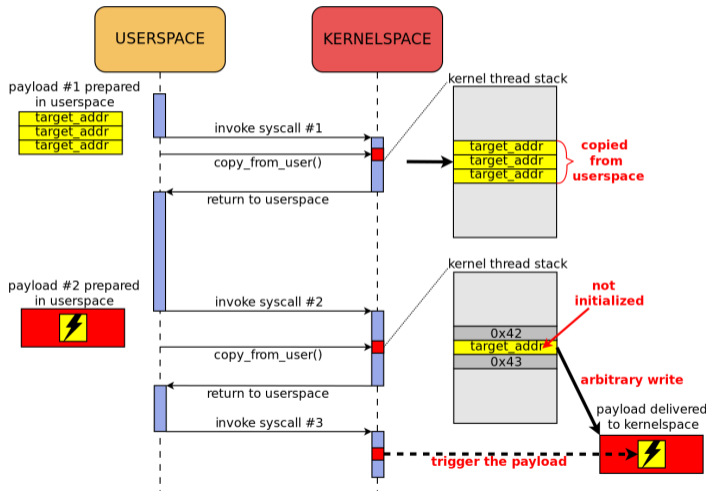 USERSPACE
KERNELSPACE
payload #1 prepared
in userspace
target_addr
target_addr
target_addr
invoke syscall #1
copy_from_user()
return to userspace
kernel thread stack
target_addr
target_addr
target_addr
copied
from
userspace
payload #2 prepared
in userspace
invoke syscall #2
copy_from_user()
return to userspace
invoke syscall #3
kernel thread stack
not
initialized
0x42
target_addr
0x43
arbitrary write
payload delivered
to kernelspace
trigger the payload